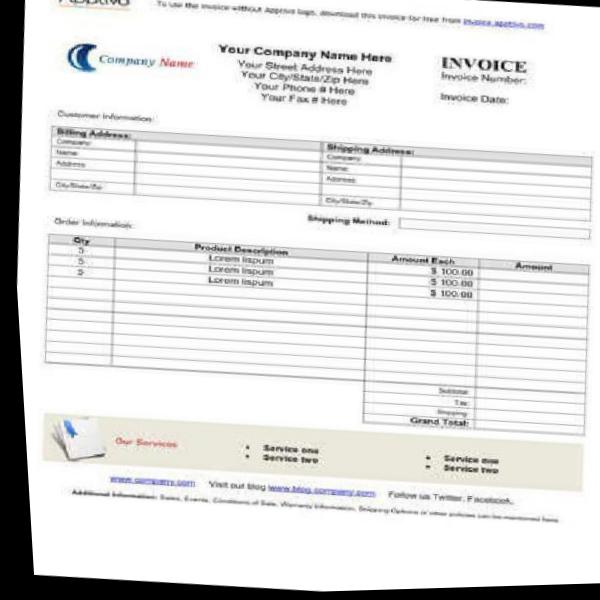 Apptivo
To use the invoice without Apptivo logo, download this invoice for free from invoice.apptivo.com
Company Name
Your Company Name Here
Your Street Address Here
Your City/State/Zip Here
Your Phone # Here
Your Fax # Here
INVOICE
Invoice Number:
Invoice Date:
Customer Information:
Billing Address:
Company:
Name:
Address:
City/State/Zip:
Shipping Address:
Company:
Name:
Address:
City/State/Zip:
Shipping Method:
Order Information:
Qty Product Description Amount Each Amount
5 Lorem Iispum $ 100.00
5 Lorem Iispum $ 100.00
5 Lorem Iispum $ 100.00
Subtotal:
Tax:
Shipping:
Grand Total:
Our Services
• Service one
• Service two
• Service one
• Service two
www.company.com Visit our blog www.blog.company.com Follow us Twitter, Facebook.
Additional Information: Sales, Events, Conditions of Sale, Warranty Information, Shipping Options or other policies can be mentioned here.